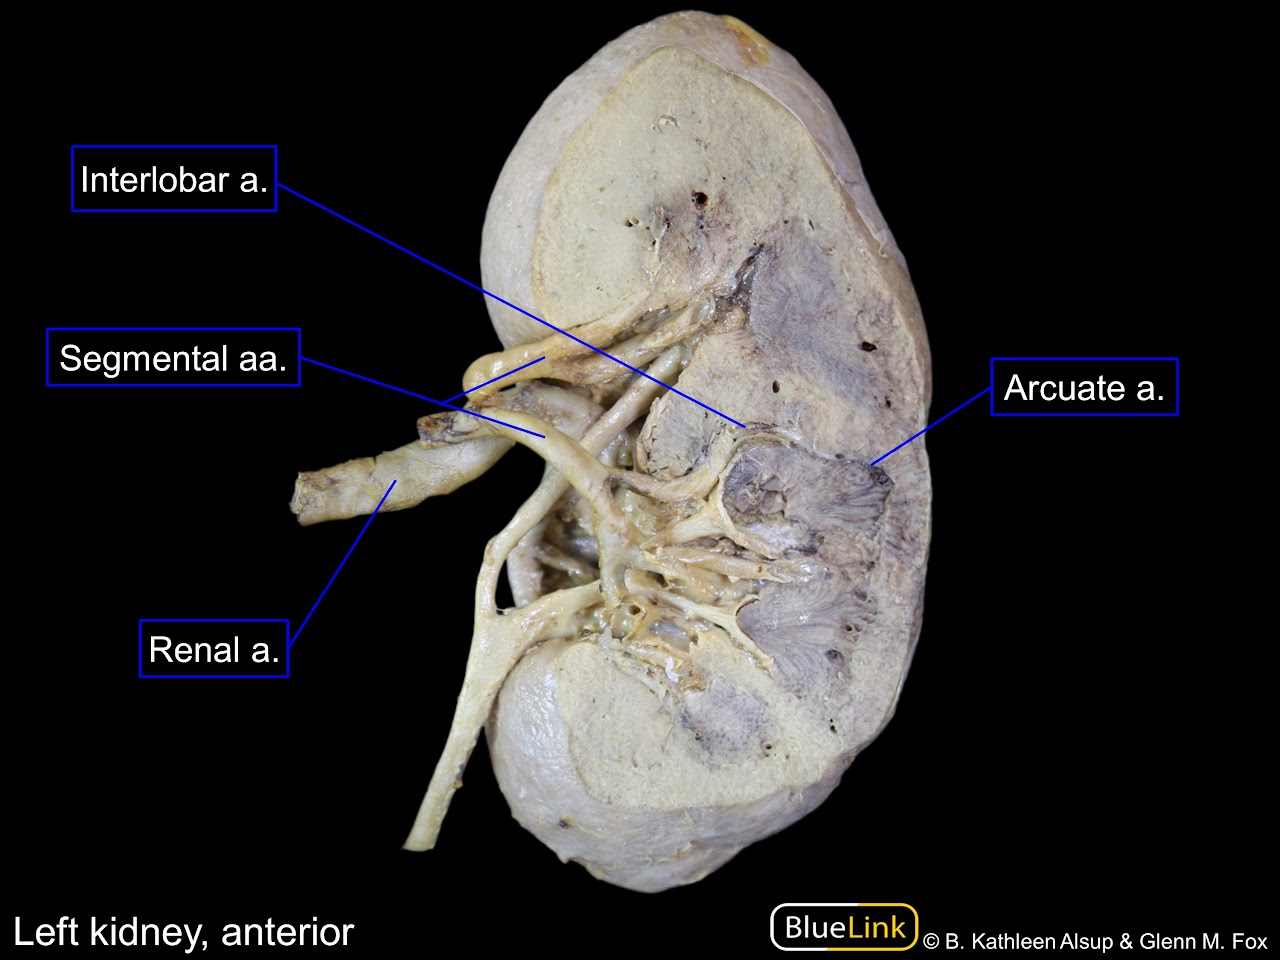 Interlobar a.
Segmental aa.
Arcuate a.
Renal a.
Left kidney, anterior
BlueLink
© B. Kathleen Alsup & Glenn M. Fox